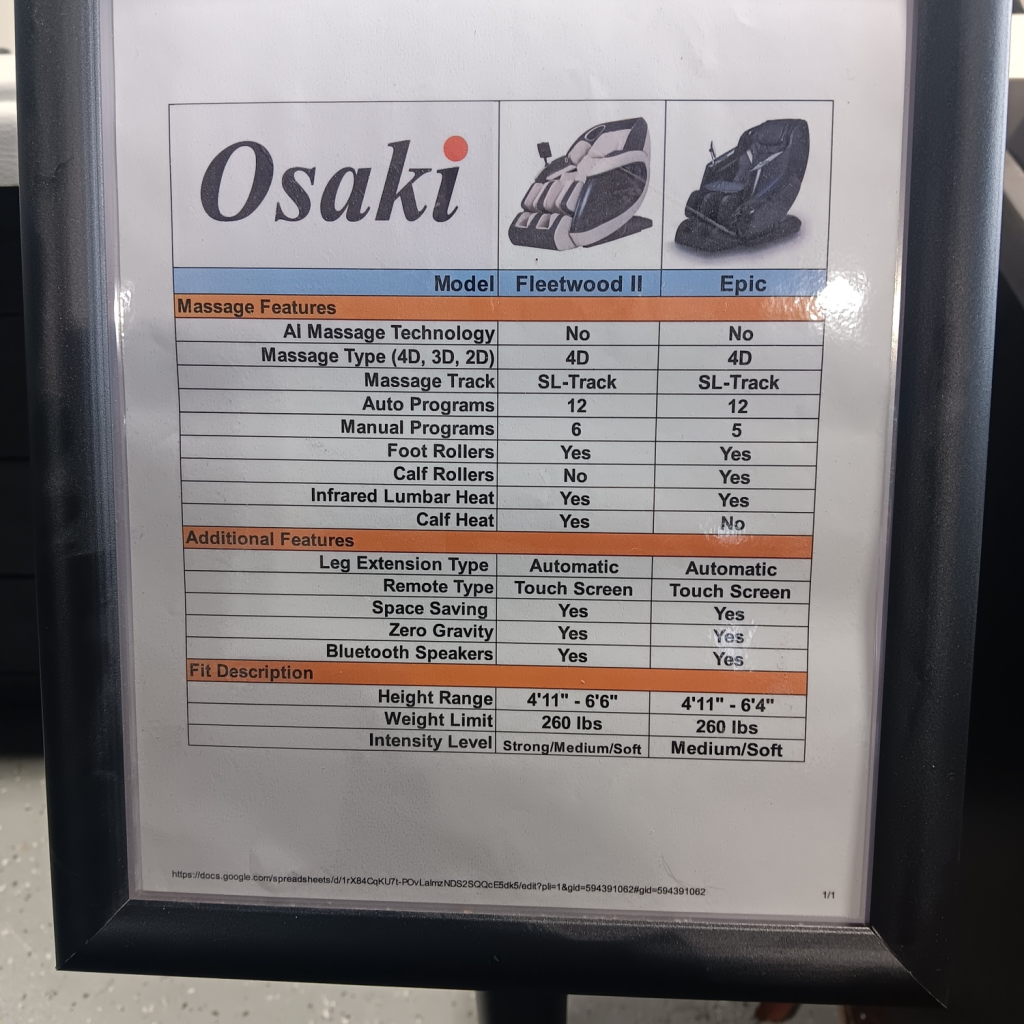 Osaki
Model Fleetwood II Epic
Massage Features
AI Massage Technology No No
Massage Type (4D, 3D, 2D) 4D 4D
Massage Track SL-Track SL-Track
Auto Programs 12 12
Manual Programs 6 5
Foot Rollers Yes Yes
Calf Rollers No Yes
Infrared Lumbar Heat Yes Yes
Calf Heat Yes No
Additional Features
Leg Extension Type Automatic Automatic
Remote Type Touch Screen Touch Screen
Space Saving Yes Yes
Zero Gravity Yes Yes
Bluetooth Speakers Yes Yes
Fit Description
Height Range 4'11" - 6'6" 4'11" - 6'4"
Weight Limit 260 lbs 260 lbs
Intensity Level Strong/Medium/Soft Medium/Soft
1/1